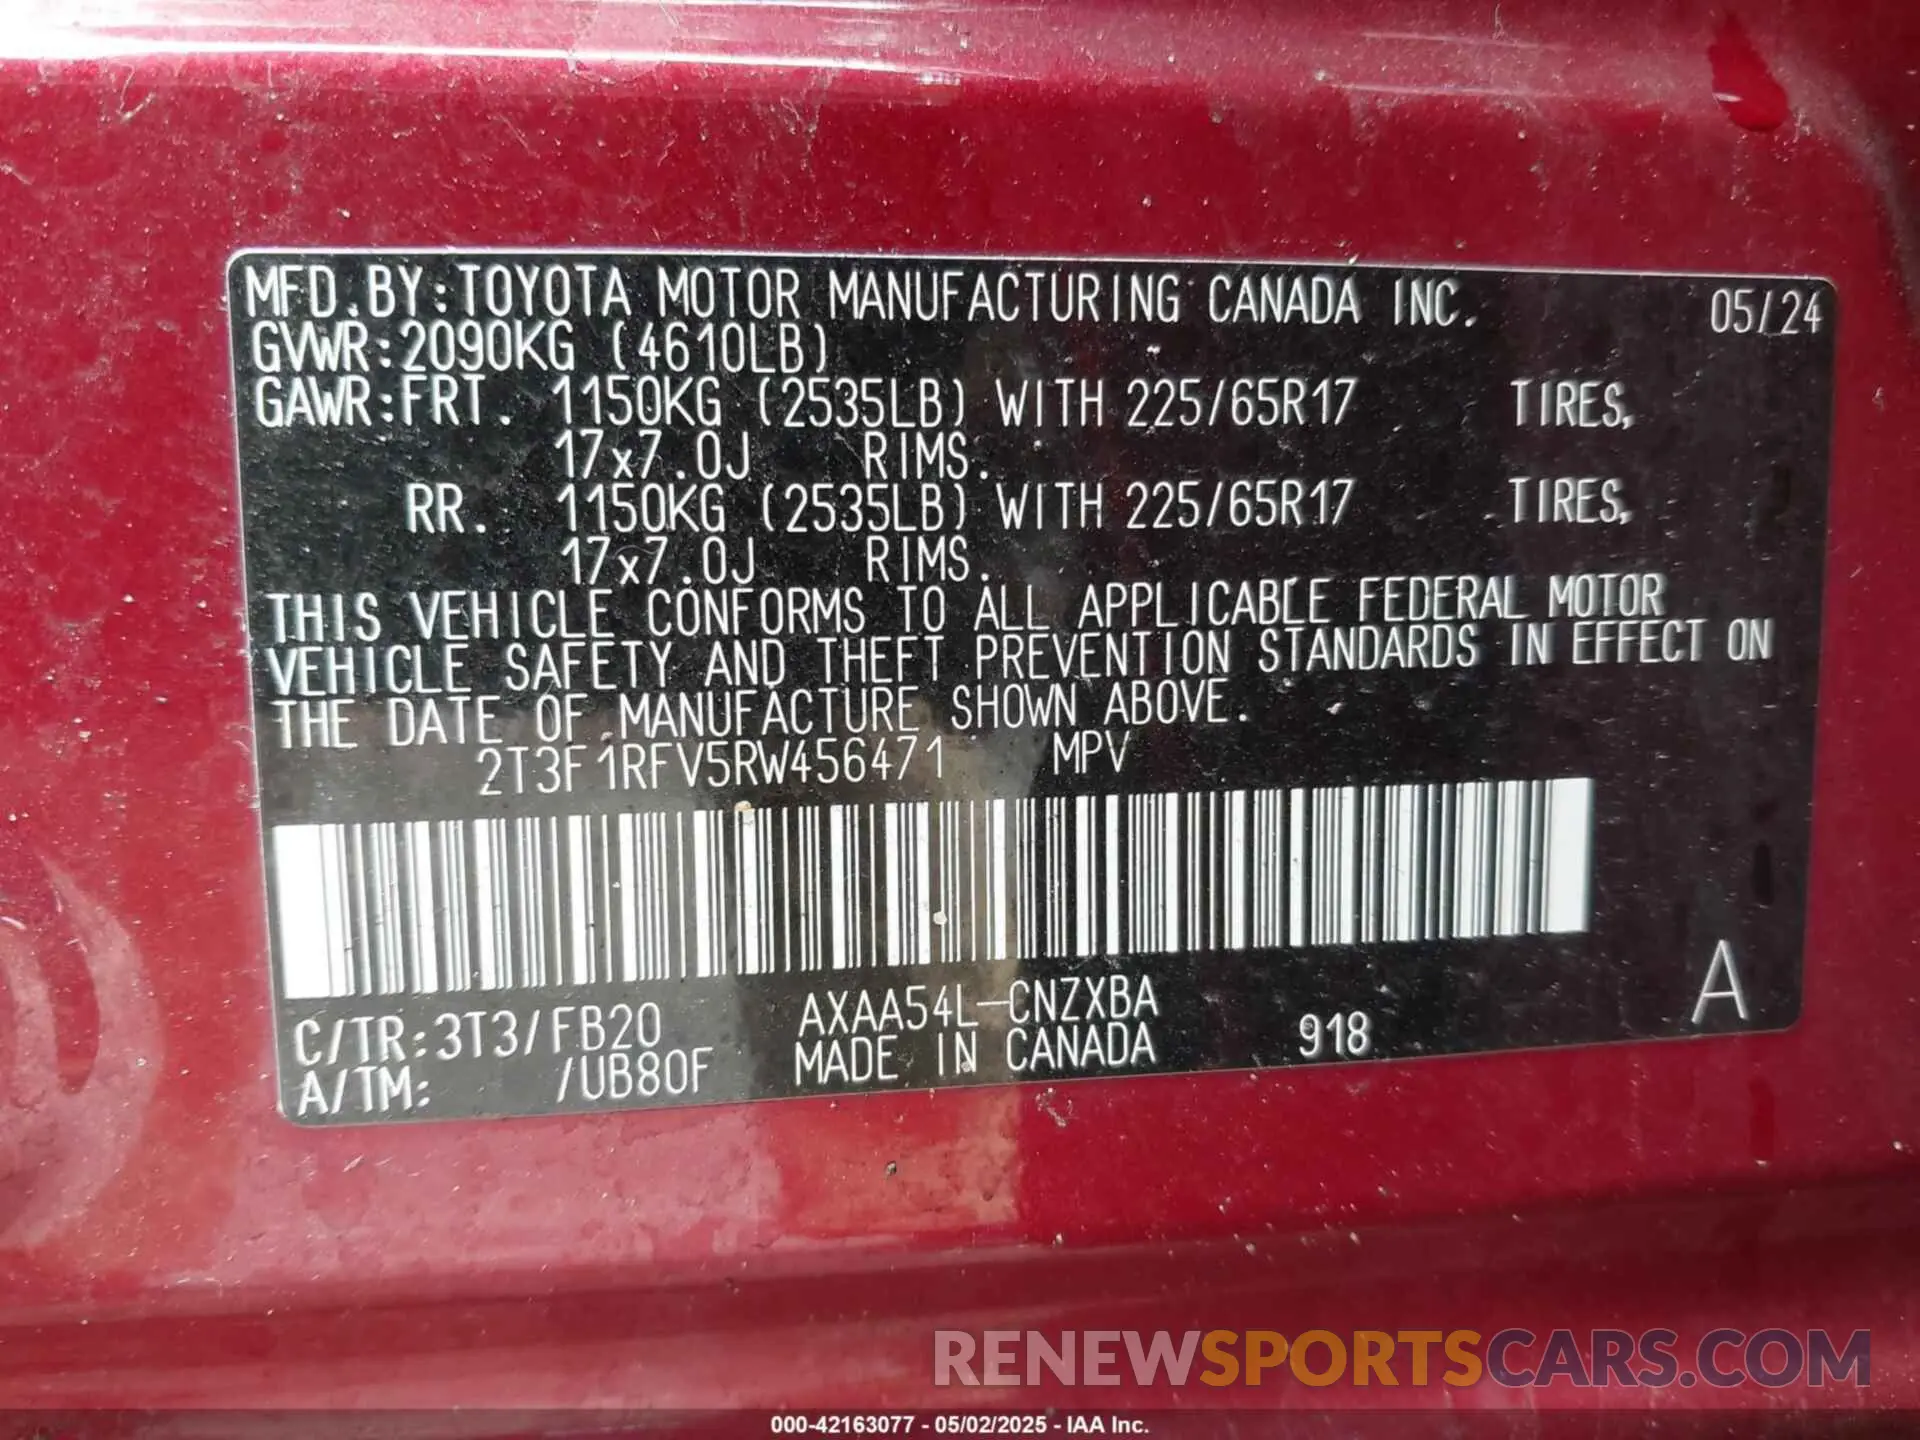 MFD.BY:TOYOTA MOTOR MANUFACTURING CANADA INC. 05/24
GVWR:2090KG (4610LB)
GAWR:FRT. 1150KG (2535LB) WITH 225/65R17 TIRES,
17x7.0J RIMS.
RR. 1150KG (2535LB) WITH 225/65R17 TIRES,
17x7.0J RIMS.
THIS VEHICLE CONFORMS TO ALL APPLICABLE FEDERAL MOTOR
VEHICLE SAFETY AND THEFT PREVENTION STANDARDS IN EFFECT ON
THE DATE OF MANUFACTURE SHOWN ABOVE.
2T3F1RFV5RW456471 MPV
C/TR:3T3/FB20 AXAA54L-CNZXBA A
A/TM: /UB80F MADE IN CANADA 918
RENEWSPORTSCARS.COM
000-42163077 - 05/02/2025 - IAA Inc.